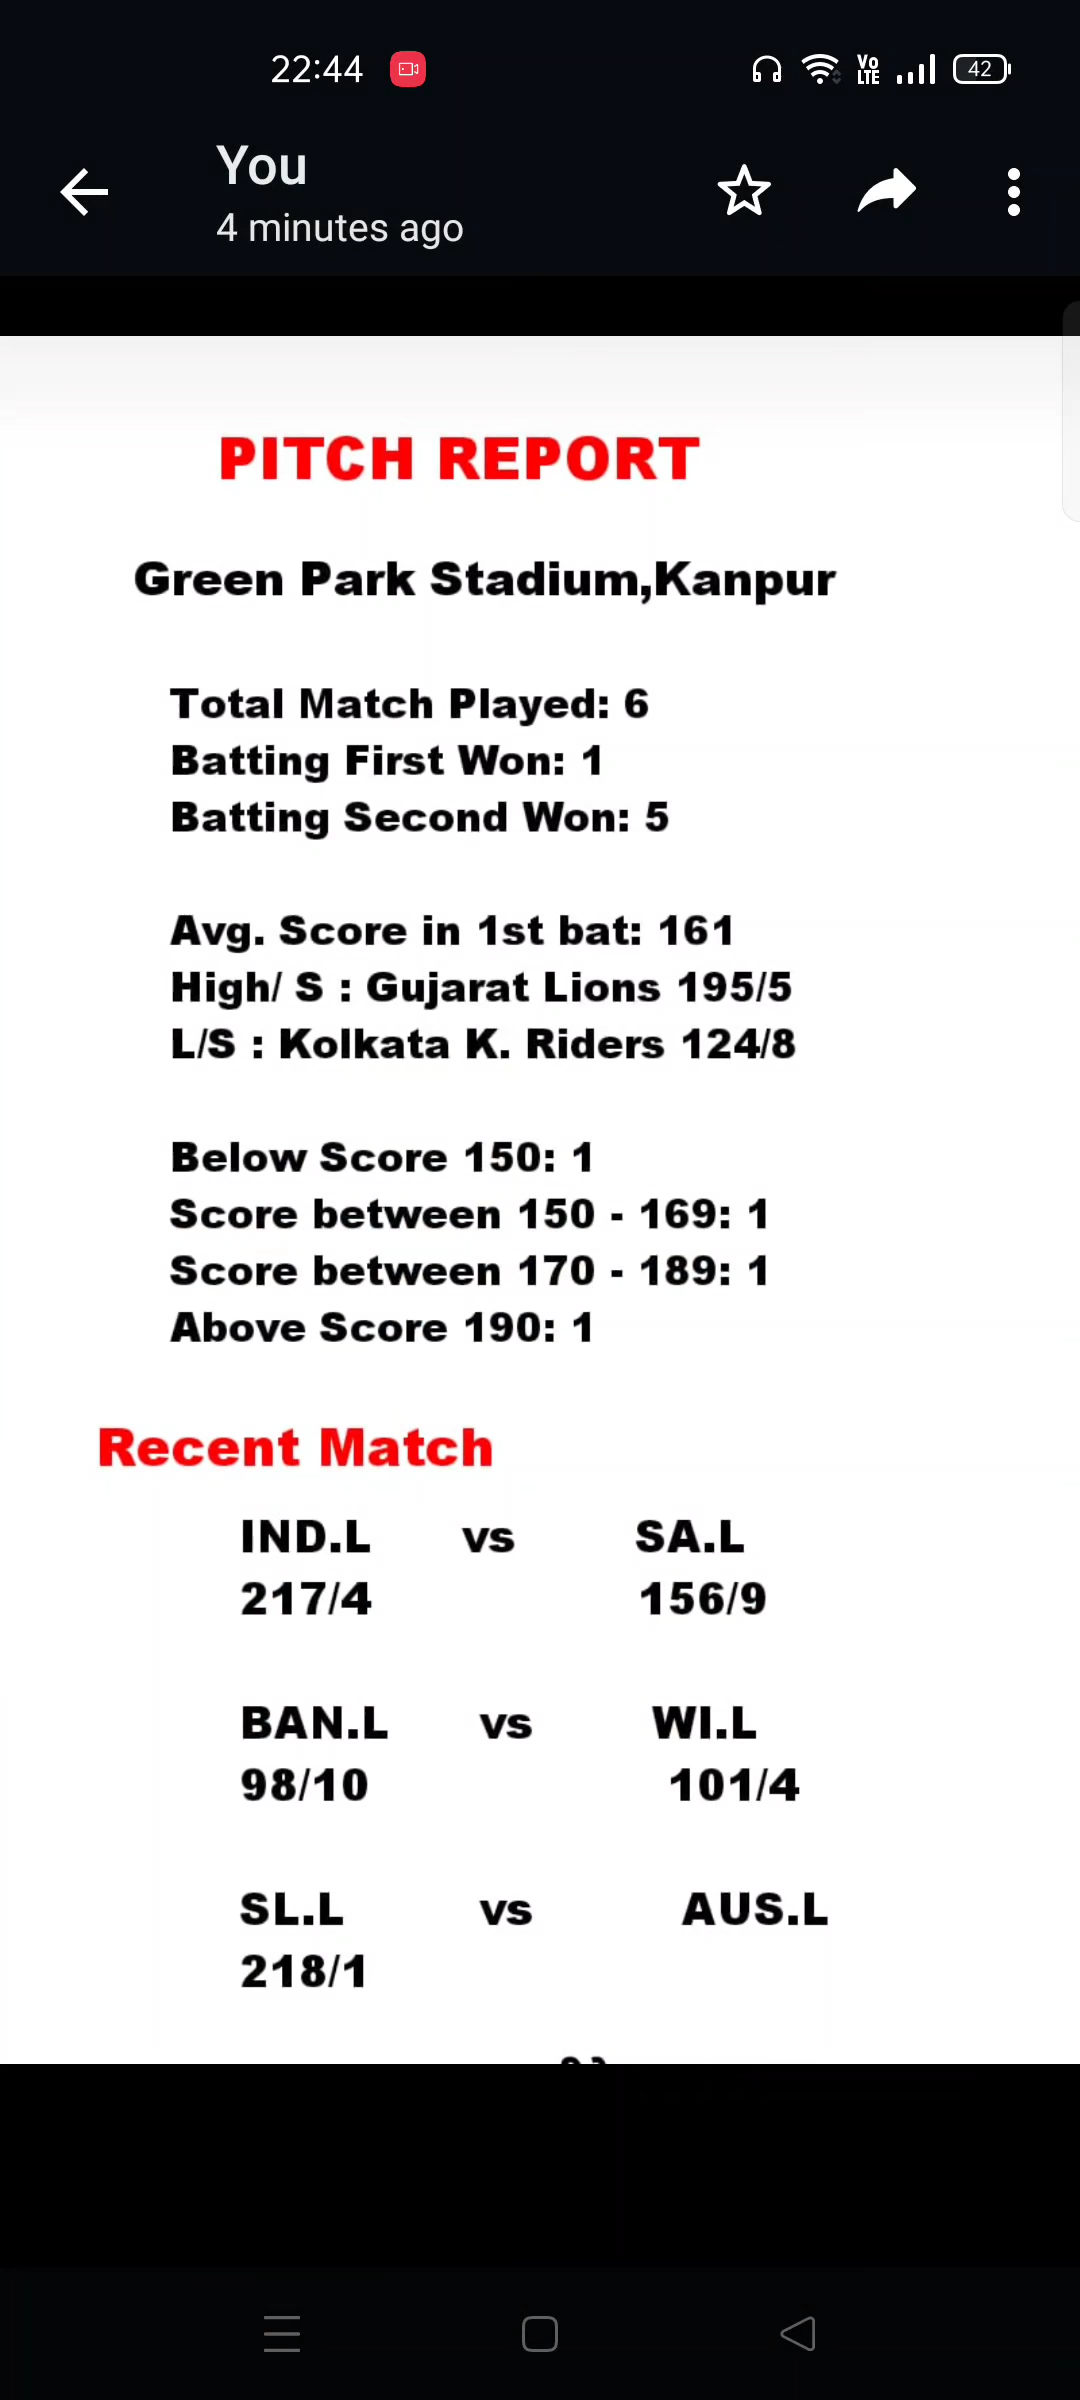 22:44
Vo LTE 42
You
4 minutes ago
PITCH REPORT
Green Park Stadium,Kanpur
Total Match Played: 6
Batting First Won: 1
Batting Second Won: 5
Avg. Score in 1st bat: 161
High/ S : Gujarat Lions 195/5
L/S : Kolkata K. Riders 124/8
Below Score 150: 1
Score between 150 - 169: 1
Score between 170 - 189: 1
Above Score 190: 1
Recent Match
IND.L vs SA.L
217/4 156/9
BAN.L vs WI.L
98/10 101/4
SL.L vs AUS.L
218/1